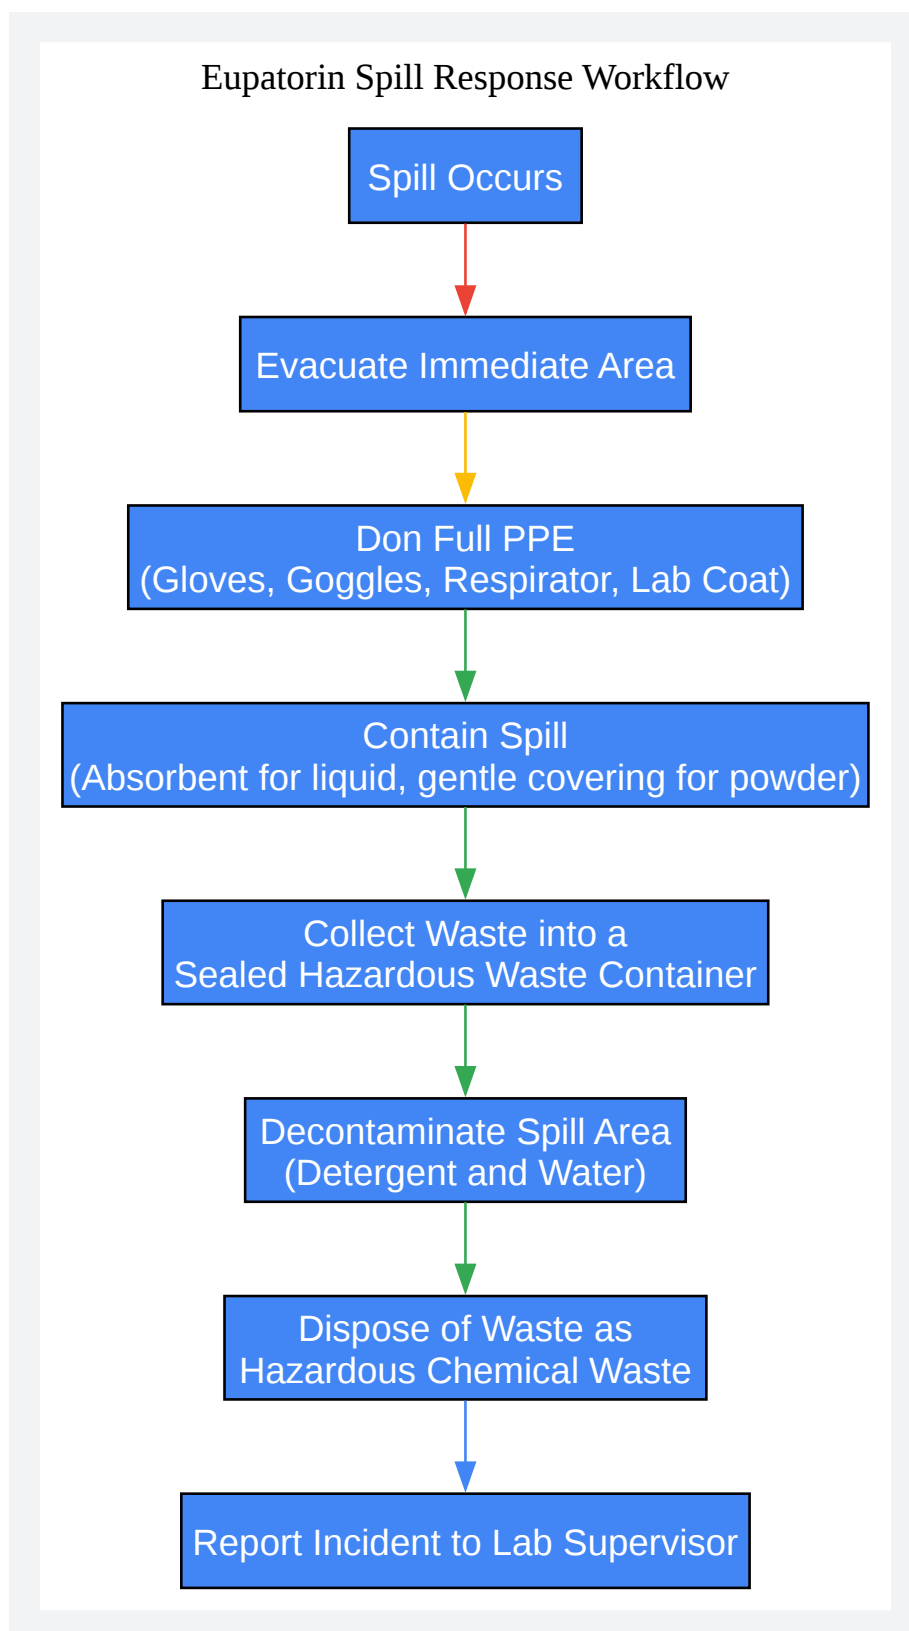 Eupatorin Spill Response Workflow
Spill Occurs
Evacuate Immediate Area
Don Full PPE
(Gloves, Goggles, Respirator, Lab Coat)
Contain Spill
(Absorbent for liquid, gentle covering for powder)
Collect Waste into a
Sealed Hazardous Waste Container
Decontaminate Spill Area
(Detergent and Water)
Dispose of Waste as
Hazardous Chemical Waste
Report Incident to Lab Supervisor